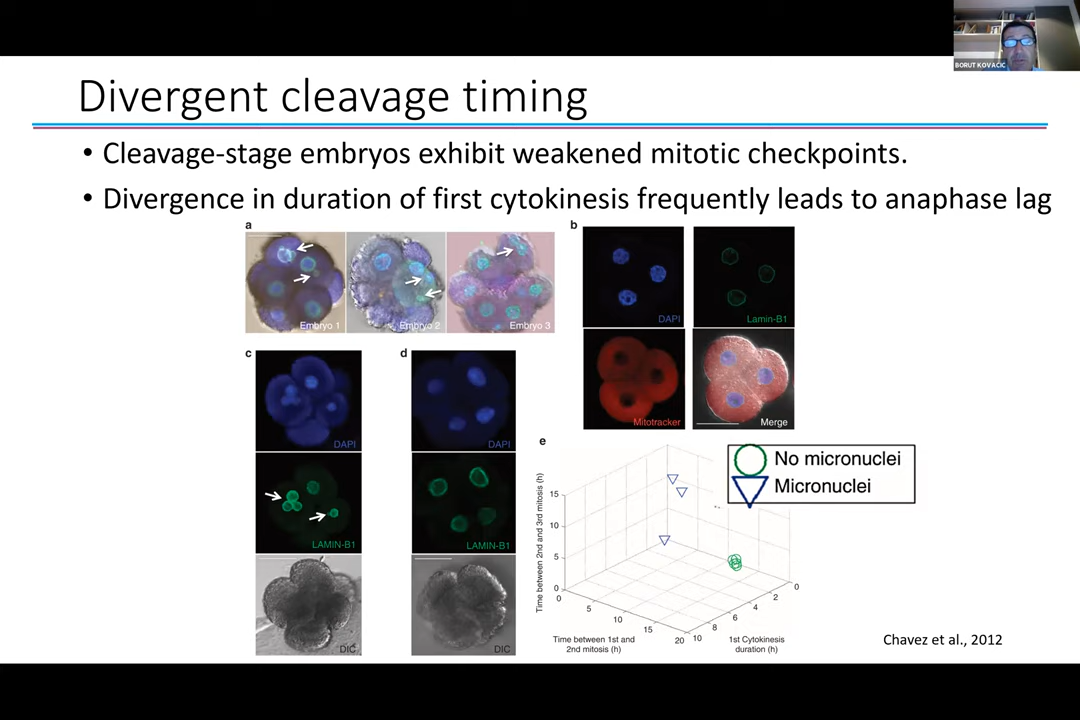 BORUT KOVACIC
Divergent cleavage timing
• Cleavage-stage embryos exhibit weakened mitotic checkpoints.
• Divergence in duration of first cytokinesis frequently leads to anaphase lag
a
Embryo 1
Embryo 2
Embryo 3
b
DAPI
Lamin-B1
Mitotracker
Merge
c
DAPI
LAMIN-B1
DIC
d
DAPI
LAMIN-B1
DIC
e
No micronuclei
Micronuclei
Time between 2nd and 3rd mitosis (h)
15
10
5
0
0
5
10
15
20
Time between 1st and
2nd mitosis (h)
10
8
6
4
2
0
1st Cytokinesis
duration (h)
Chavez et al., 2012